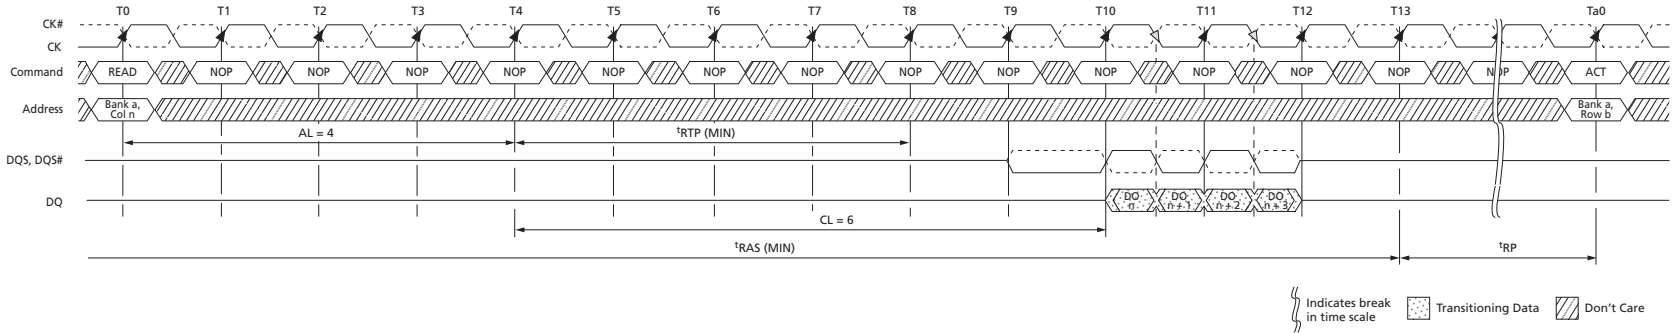 T0 T1 T2 T3 T4 T5 T6 T7 T8 T9 T10 T11 T12 T13 Ta0
CK#
CK
Command READ NOP NOP NOP NOP NOP NOP NOP NOP NOP NOP NOP NOP NOP NOP ACT
Address Bank a, Col n Bank a, Row b
AL = 4 tRTP (MIN)
DQS, DQS#
DQ DO n DO n + 1 DO n + 2 DO n + 3
CL = 6
tRAS (MIN) tRP
Indicates break
in time scale
Transitioning Data
Don't Care